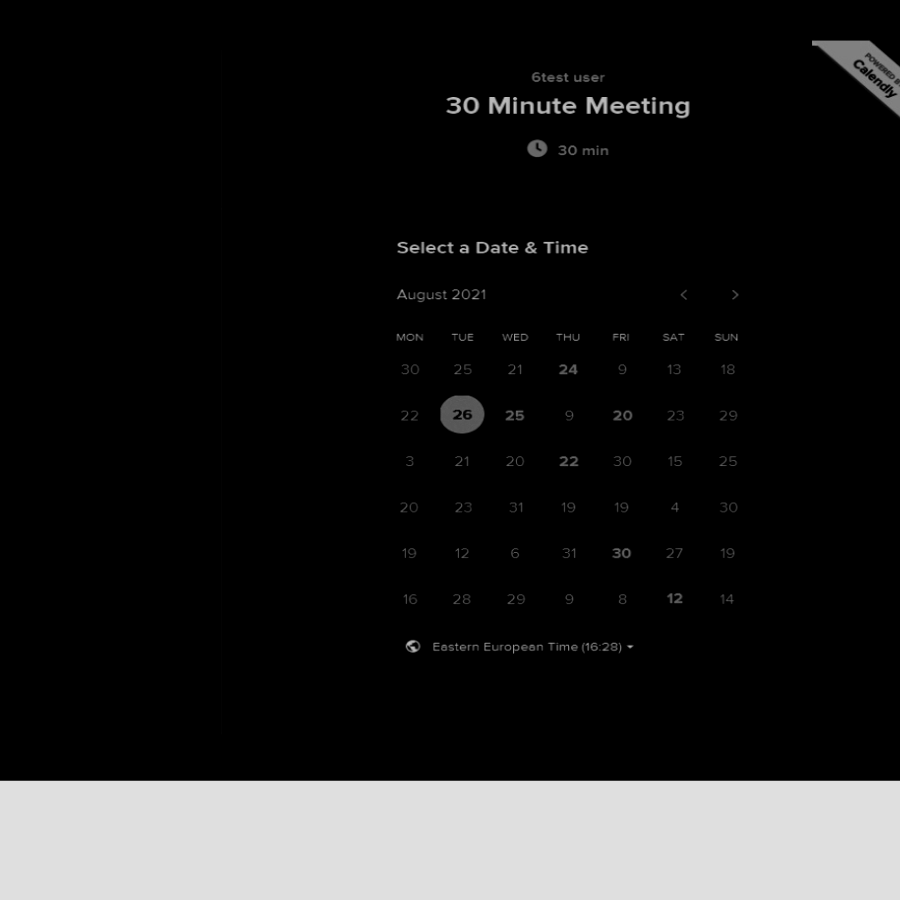 POWERED
Calendly
6test user
30 Minute Meeting
30 min
Select a Date & Time
August 2021
MON TUE WED THU FRI SAT SUN
30 25 21 24 9 13 18
22 26 25 9 20 23 29
3 21 20 22 30 15 25
20 23 31 19 19 4 30
19 12 6 31 30 27 19
16 28 29 9 8 12 14
Eastern European Time (16:28)